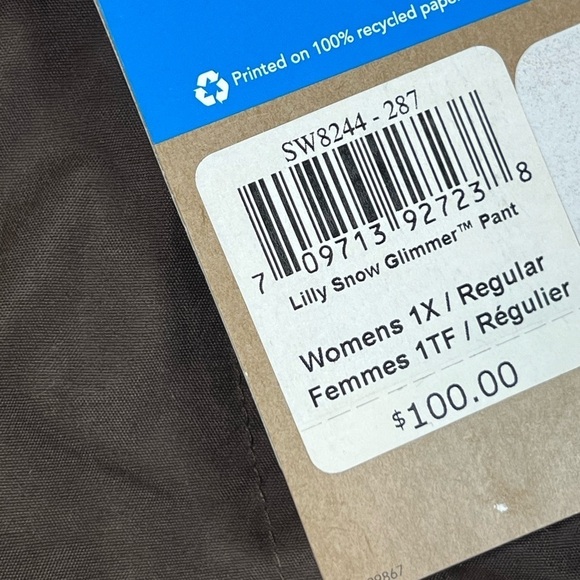 Printed on 100% recycled pape
SW8244 - 287
7 09713 92723 8
Lilly Snow Glimmer™ Pant
Womens 1X / Regular
Femmes 1TF / Régulier
$100.00